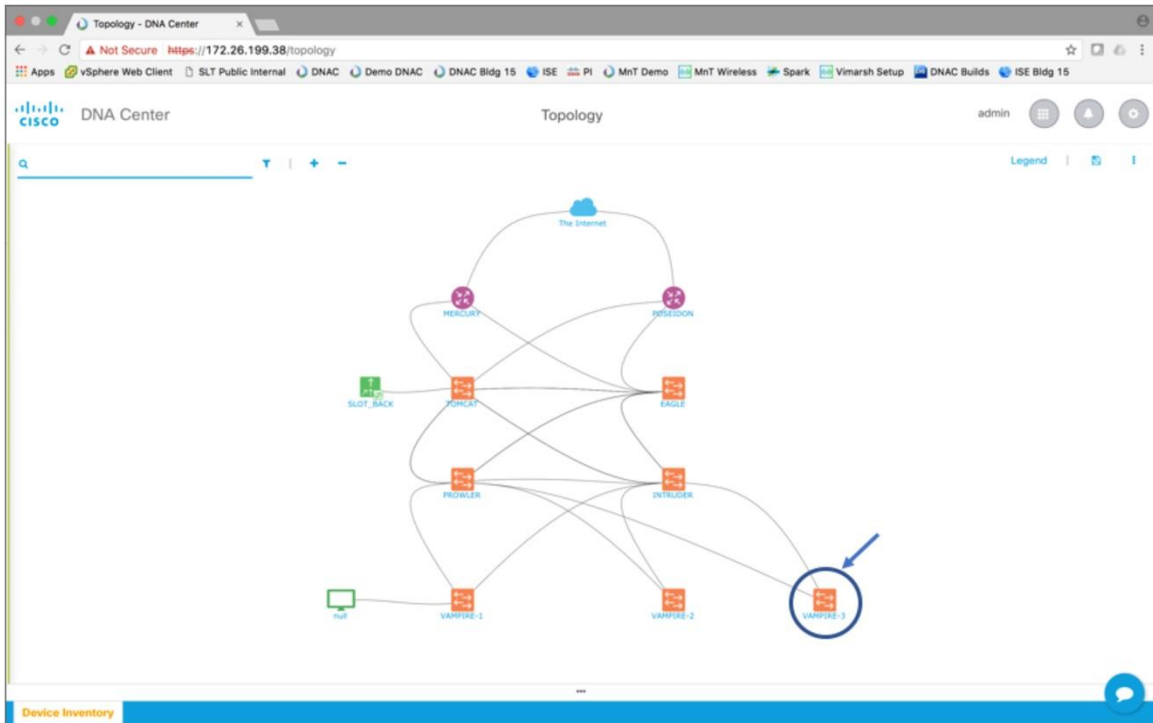 Topology - DNA Center
Not Secure https://172.26.199.38/topology
Apps vSphere Web Client SLT Public Internal DNAC Demo DNAC DNAC Bldg 15 ISE PI MnT Demo MnT Wireless Spark Vimarsh Setup DNAC Builds ISE Bldg 15
CISCO DNA Center Topology admin
Legend
The Internet
MERCURY POSEIDON
SLOT_BACK TOMCAT EAGLE
PROWLER INTRUDER
null VAMPIRE-1 VAMPIRE-2 VAMPIRE-3
Device Inventory